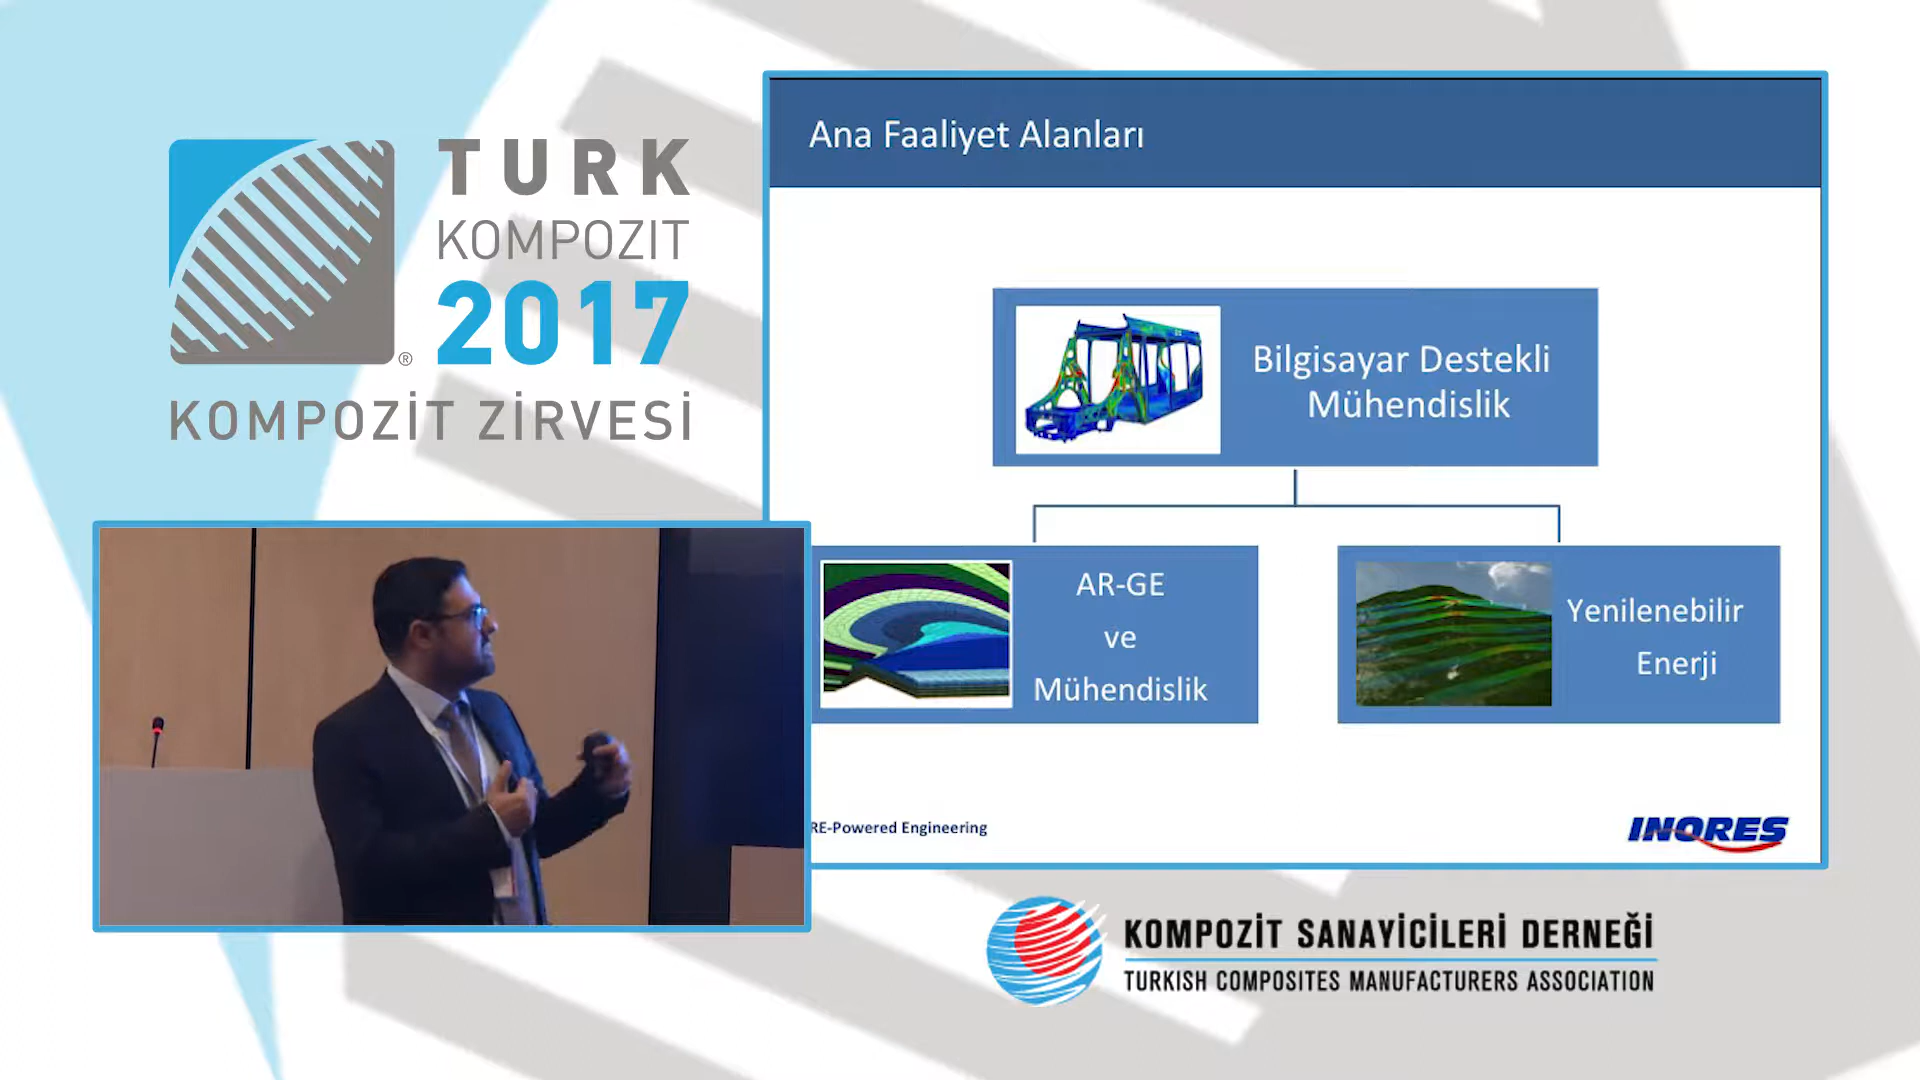 TURK
KOMPOZIT
2017
®
KOMPOZİT ZİRVESİ
Ana Faaliyet Alanları
Bilgisayar Destekli
Mühendislik
AR-GE
ve
Mühendislik
Yenilenebilir
Enerji
RE-Powered Engineering
INORES
KOMPOZİT SANAYİCİLERİ DERNEĞİ
TURKISH COMPOSITES MANUFACTURERS ASSOCIATION